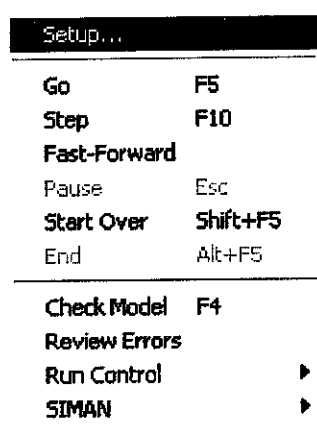 Setup...
Go F5
Step F10
Fast-Forward
Pause Esc
Start Over Shift+F5
End Alt+F5
Check Model F4
Review Errors
Run Control
SIMAN